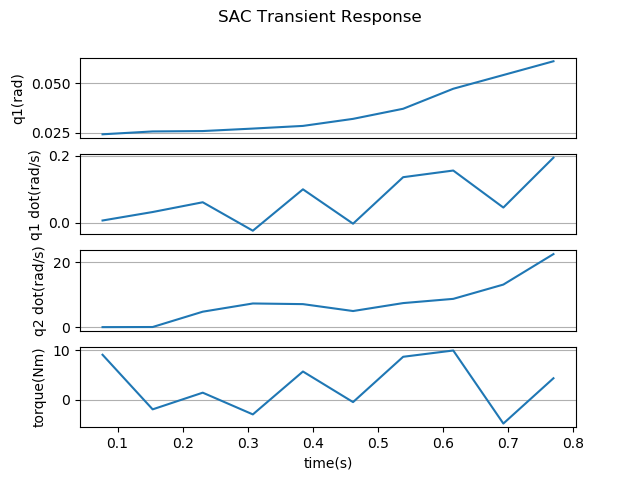 SAC Transient Response
q1(rad)
0.050
0.025
q1 dot(rad/s)
0.2
0.0
q2 dot(rad/s)
20
0
torque(Nm)
10
0
0.1 0.2 0.3 0.4 0.5 0.6 0.7 0.8
time(s)